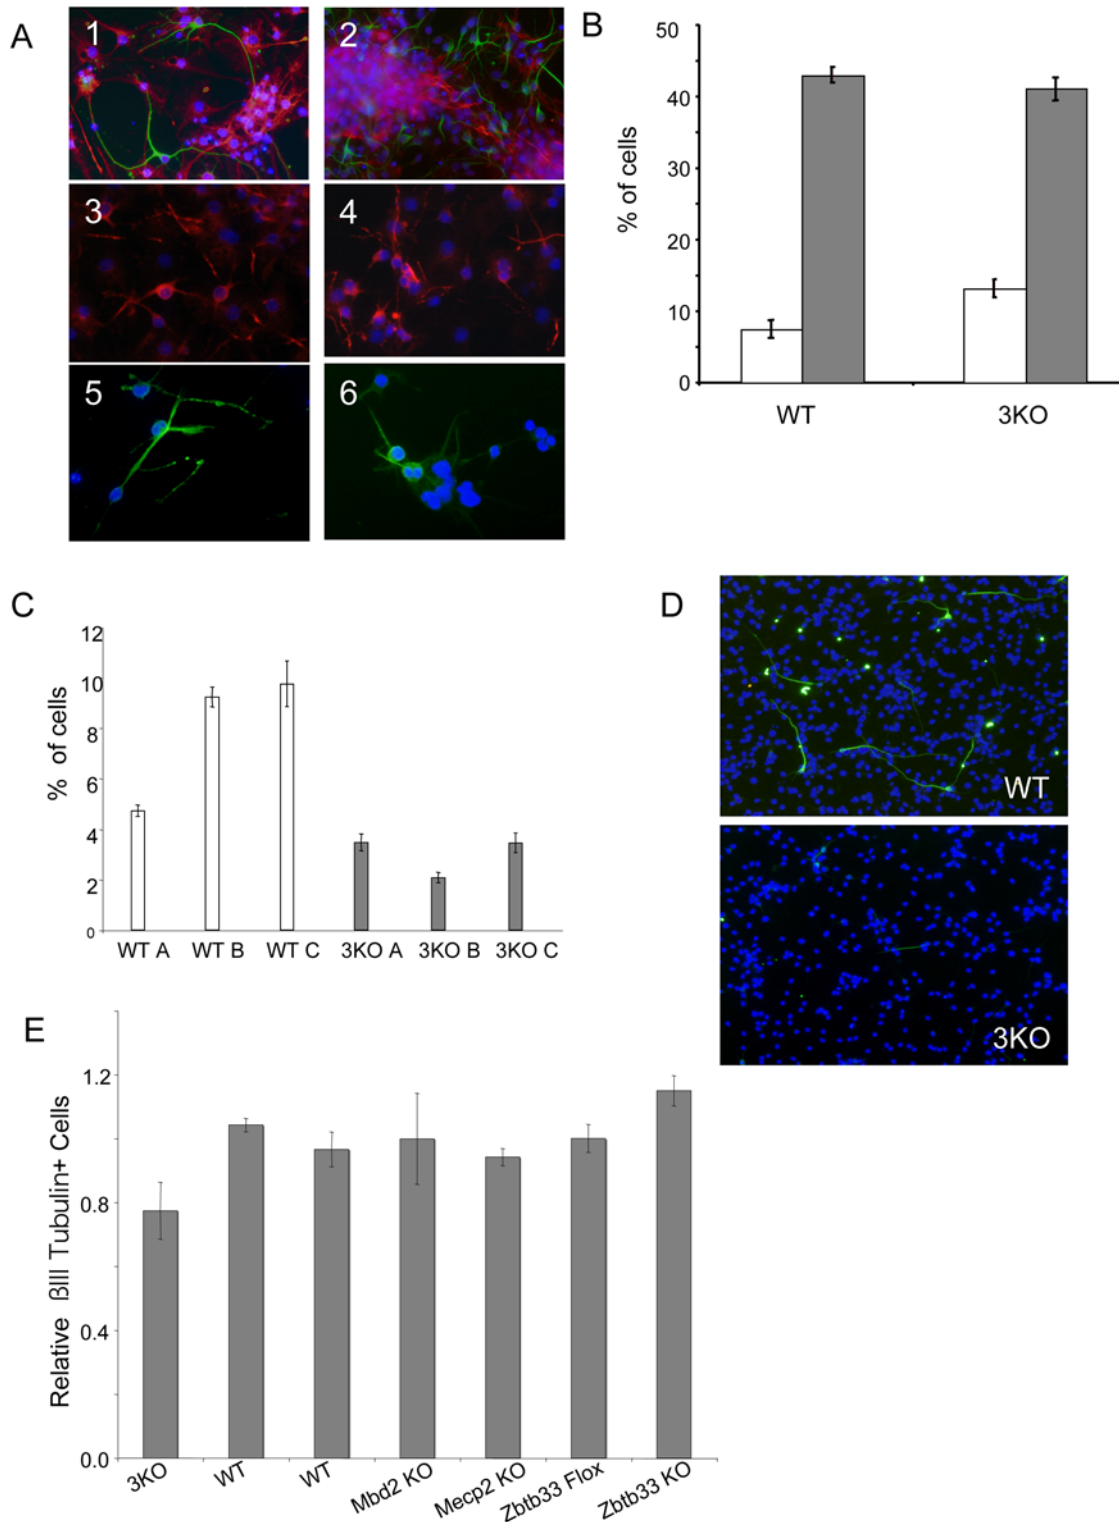 A
1
2
3
4
5
6
B
50
40
30
20
10
0
% of cells
WT
3KO
C
12
10
8
6
4
2
0
% of cells
WT A
WT B
WT C
3KO A
3KO B
3KO C
D
WT
3KO
E
1.2
0.8
0.4
0.0
Relative βIII Tubulin+ Cells
3KO
WT
WT
Mbd2 KO
Mecp2 KO
Zbtb33 Flox
Zbtb33 KO